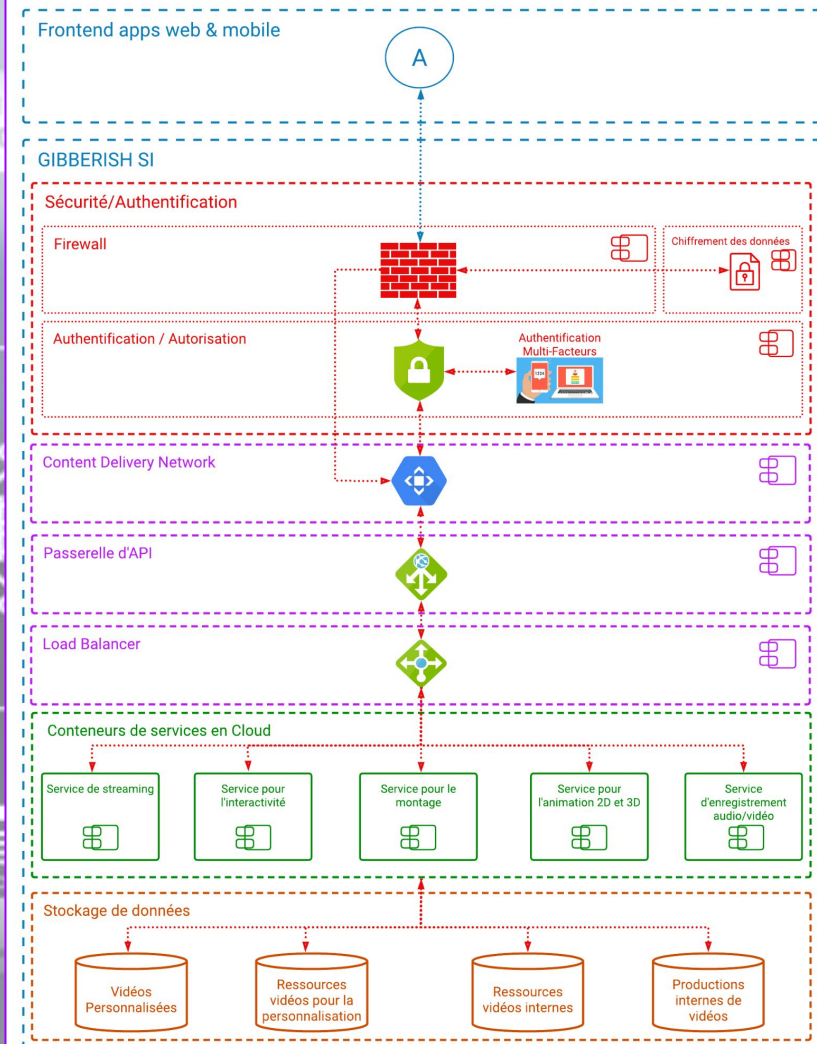 Frontend apps web & mobile
A
GIBBERISH SI
Sécurité/Authentification
Firewall
Chiffrement des données
Authentification / Autorisation
Authentification
Multi-Facteurs
1234
Content Delivery Network
Passerelle d'API
Load Balancer
Conteneurs de services en Cloud
Service de streaming
Service pour
l'interactivité
Service pour le
montage
Service pour
l'animation 2D et 3D
Service
d'enregistrement
audio/vidéo
Stockage de données
Vidéos
Personnalisées
Ressources
vidéos pour la
personnalisation
Ressources
vidéos internes
Productions
internes de
vidéos